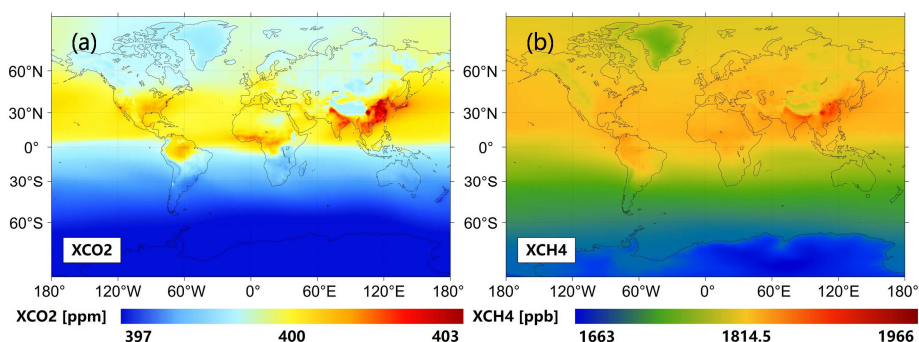 (a)
60°N
30°N
0°
30°S
60°S
XCO2
180° 120°W 60°W 0° 60°E 120°E 180°
XCO2 [ppm]
397 400 403
(b)
60°N
30°N
0°
30°S
60°S
XCH4
180° 120°W 60°W 0° 60°E 120°E 180°
XCH4 [ppb]
1663 1814.5 1966